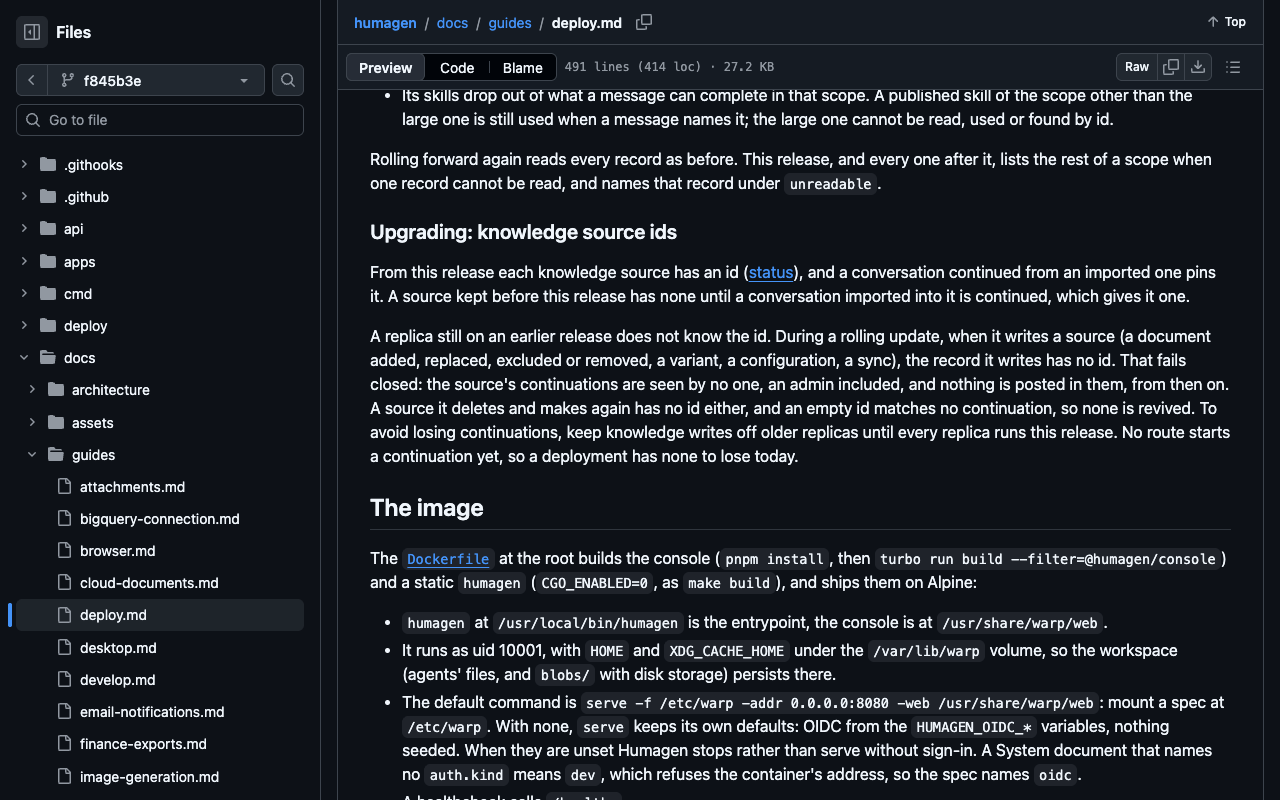 Files
humagen / docs / guides / deploy.md
Top
f845b3e
Preview Code Blame 491 lines (414 loc) · 27.2 KB
Raw
Go to file
.githooks
.github
api
apps
cmd
deploy
docs
architecture
assets
guides
attachments.md
bigquery-connection.md
browser.md
cloud-documents.md
deploy.md
desktop.md
develop.md
email-notifications.md
finance-exports.md
image-generation.md
• Its skills drop out of what a message can complete in that scope. A published skill of the scope other than the
large one is still used when a message names it; the large one cannot be read, used or found by id.
Rolling forward again reads every record as before. This release, and every one after it, lists the rest of a scope when
one record cannot be read, and names that record under unreadable.
Upgrading: knowledge source ids
From this release each knowledge source has an id (status), and a conversation continued from an imported one pins
it. A source kept before this release has none until a conversation imported into it is continued, which gives it one.
A replica still on an earlier release does not know the id. During a rolling update, when it writes a source (a document
added, replaced, excluded or removed, a variant, a configuration, a sync), the record it writes has no id. That fails
closed: the source's continuations are seen by no one, an admin included, and nothing is posted in them, from then on.
A source it deletes and makes again has no id either, and an empty id matches no continuation, so none is revived. To
avoid losing continuations, keep knowledge writes off older replicas until every replica runs this release. No route starts
a continuation yet, so a deployment has none to lose today.
The image
The Dockerfile at the root builds the console (pnpm install, then turbo run build --filter=@humagen/console)
and a static humagen (CGO_ENABLED=0, as make build), and ships them on Alpine:
• humagen at /usr/local/bin/humagen is the entrypoint, the console is at /usr/share/warp/web.
• It runs as uid 10001, with HOME and XDG_CACHE_HOME under the /var/lib/warp volume, so the workspace
(agents' files, and blobs/ with disk storage) persists there.
• The default command is serve -f /etc/warp -addr 0.0.0.0:8080 -web /usr/share/warp/web: mount a spec at
/etc/warp. With none, serve keeps its own defaults: OIDC from the HUMAGEN_OIDC_* variables, nothing
seeded. When they are unset Humagen stops rather than serve without sign-in. A System document that names
no auth.kind means dev, which refuses the container's address, so the spec names oidc.